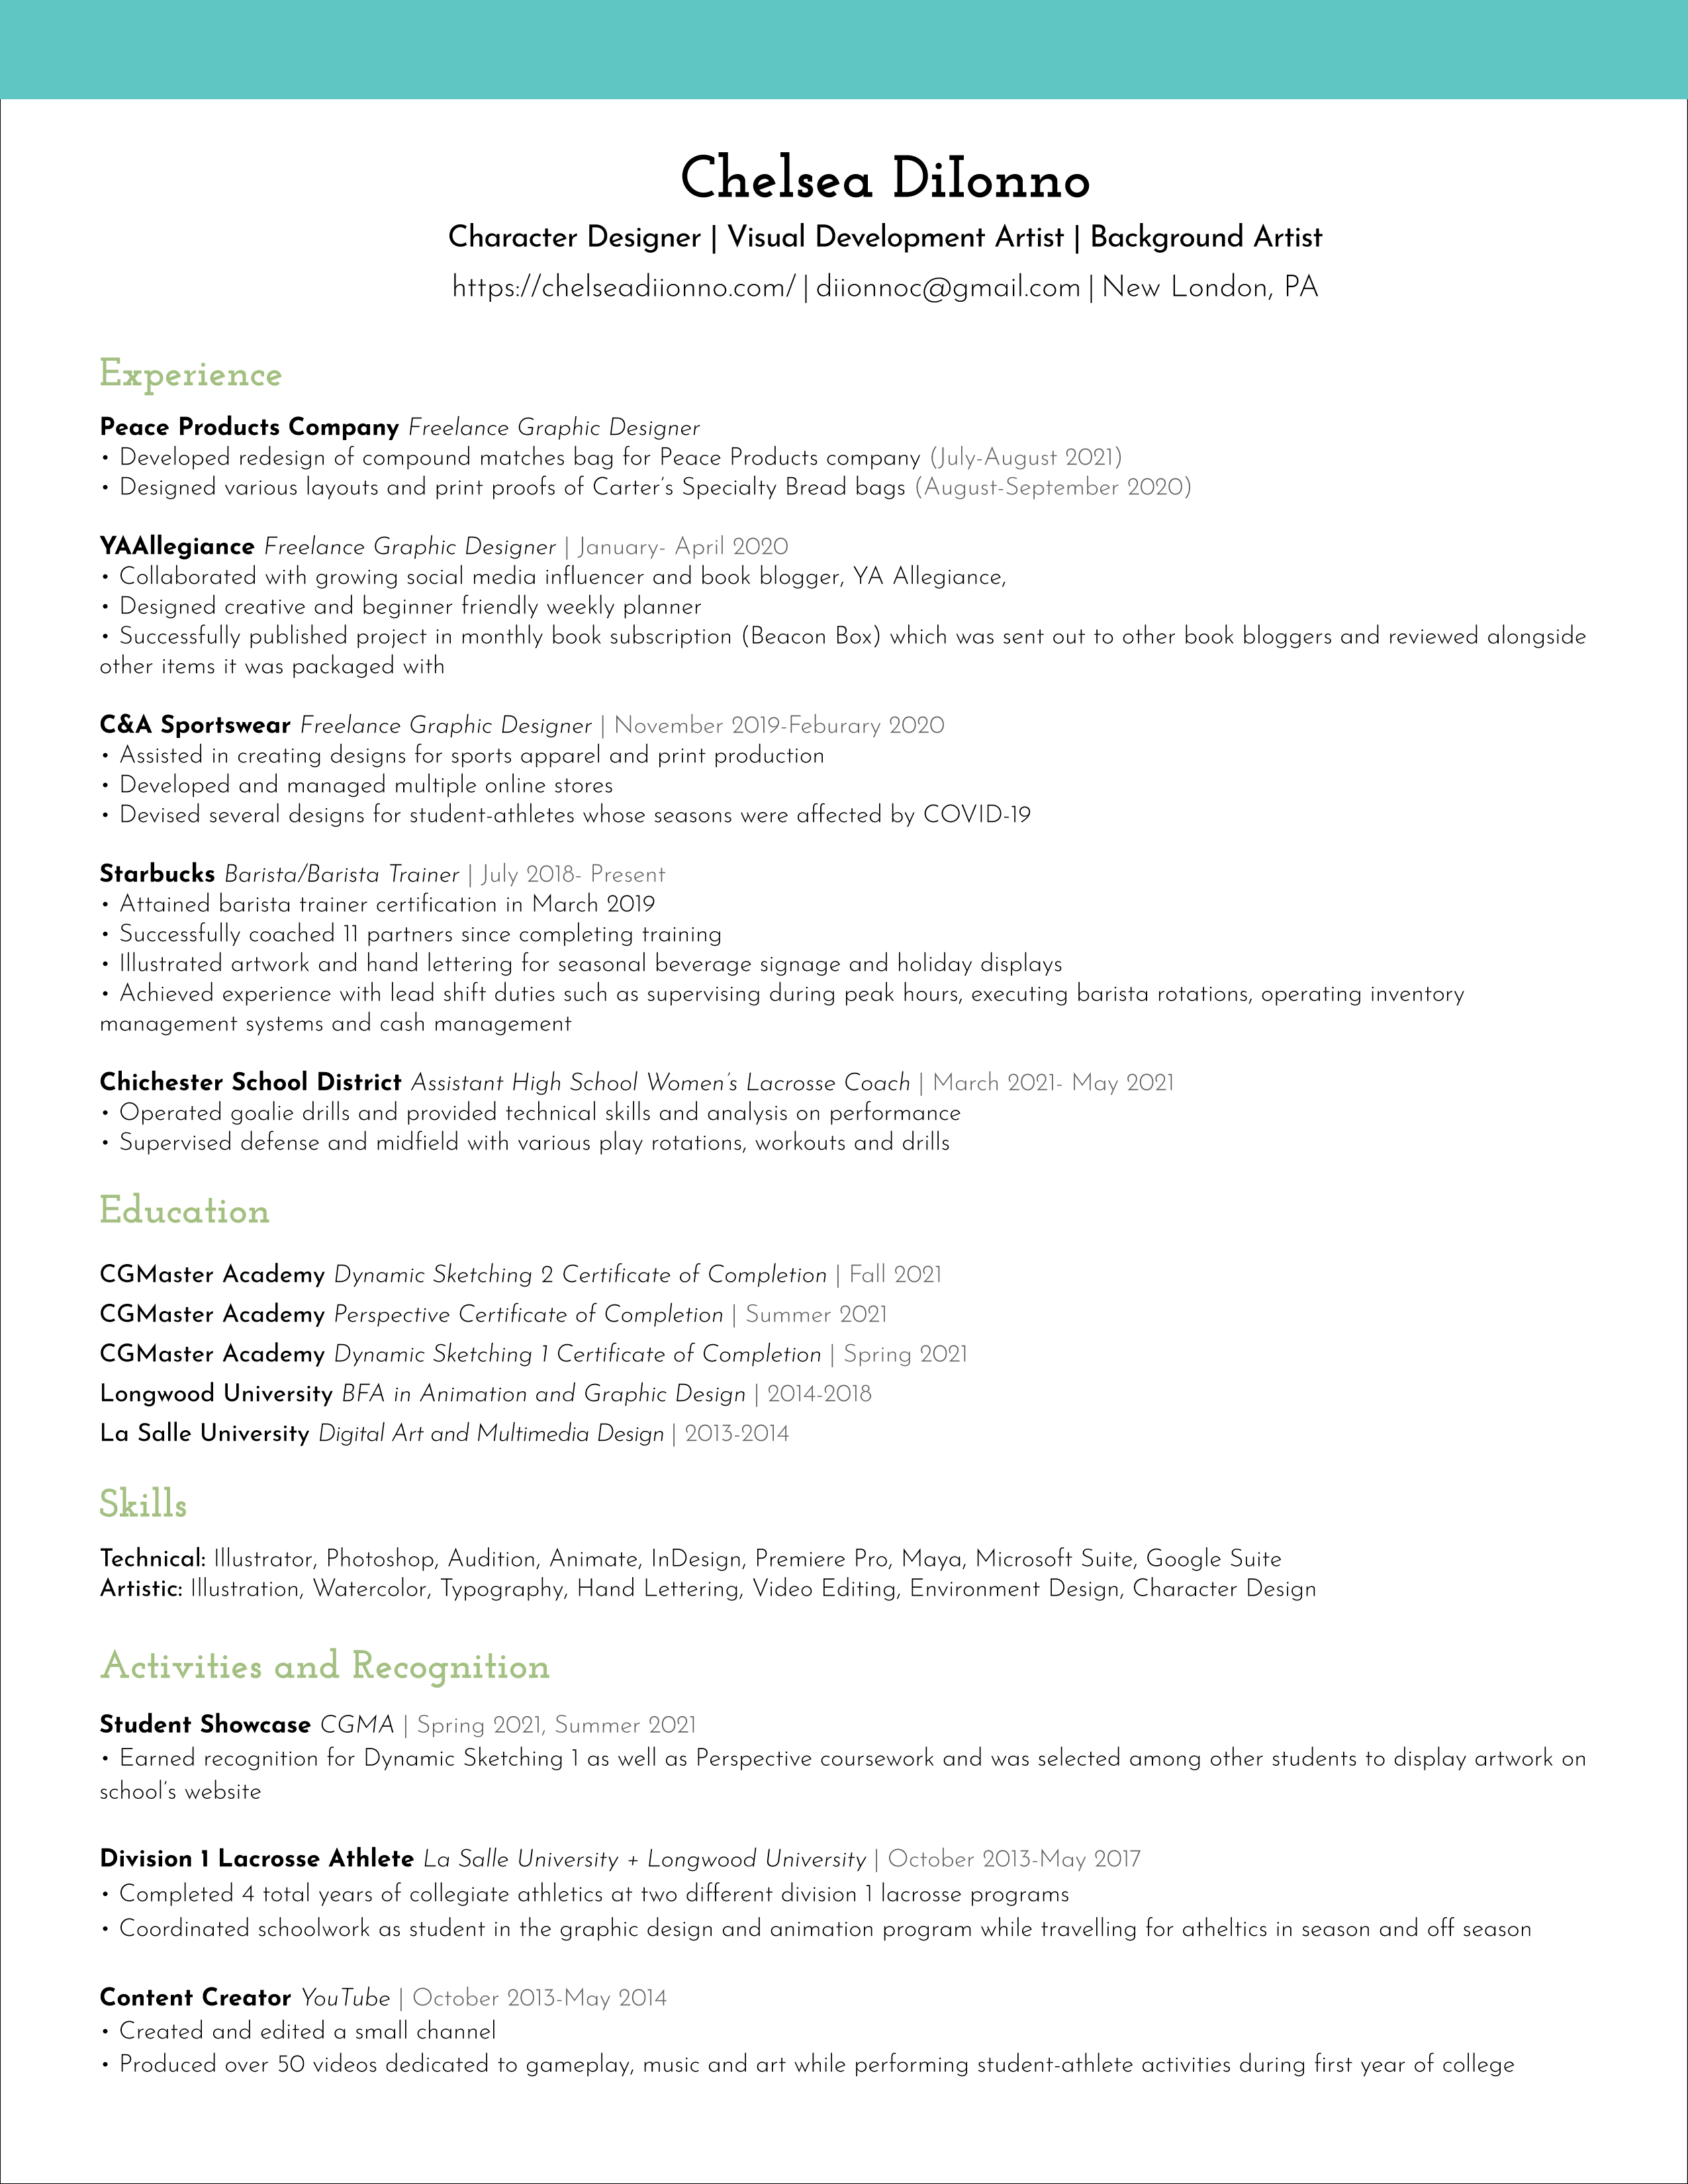 Chelsea DiIonno
Character Designer | Visual Development Artist | Background Artist
https://chelseadiionno.com/ | diionnoc@gmail.com | New London, PA
Experience
Peace Products Company Freelance Graphic Designer
• Developed redesign of compound matches bag for Peace Products company (July-August 2021)
• Designed various layouts and print proofs of Carter's Specialty Bread bags (August-September 2020)
YAAllegiance Freelance Graphic Designer | January- April 2020
• Collaborated with growing social media influencer and book blogger, YA Allegiance,
• Designed creative and beginner friendly weekly planner
• Successfully published project in monthly book subscription (Beacon Box) which was sent out to other book bloggers and reviewed alongside
other items it was packaged with
C&A Sportswear Freelance Graphic Designer | November 2019-Feburary 2020
• Assisted in creating designs for sports apparel and print production
• Developed and managed multiple online stores
• Devised several designs for student-athletes whose seasons were affected by COVID-19
Starbucks Barista/Barista Trainer | July 2018- Present
• Attained barista trainer certification in March 2019
• Successfully coached 11 partners since completing training
• Illustrated artwork and hand lettering for seasonal beverage signage and holiday displays
• Achieved experience with lead shift duties such as supervising during peak hours, executing barista rotations, operating inventory
management systems and cash management
Chichester School District Assistant High School Women's Lacrosse Coach | March 2021- May 2021
• Operated goalie drills and provided technical skills and analysis on performance
• Supervised defense and midfield with various play rotations, workouts and drills
Education
CGMaster Academy Dynamic Sketching 2 Certificate of Completion | Fall 2021
CGMaster Academy Perspective Certificate of Completion | Summer 2021
CGMaster Academy Dynamic Sketching 1 Certificate of Completion | Spring 2021
Longwood University BFA in Animation and Graphic Design | 2014-2018
La Salle University Digital Art and Multimedia Design | 2013-2014
Skills
Technical: Illustrator, Photoshop, Audition, Animate, InDesign, Premiere Pro, Maya, Microsoft Suite, Google Suite
Artistic: Illustration, Watercolor, Typography, Hand Lettering, Video Editing, Environment Design, Character Design
Activities and Recognition
Student Showcase CGMA | Spring 2021, Summer 2021
• Earned recognition for Dynamic Sketching 1 as well as Perspective coursework and was selected among other students to display artwork on
school's website
Division 1 Lacrosse Athlete La Salle University + Longwood University | October 2013-May 2017
• Completed 4 total years of collegiate athletics at two different division 1 lacrosse programs
• Coordinated schoolwork as student in the graphic design and animation program while travelling for atheltics in season and off season
Content Creator YouTube | October 2013-May 2014
• Created and edited a small channel
• Produced over 50 videos dedicated to gameplay, music and art while performing student-athlete activities during first year of college